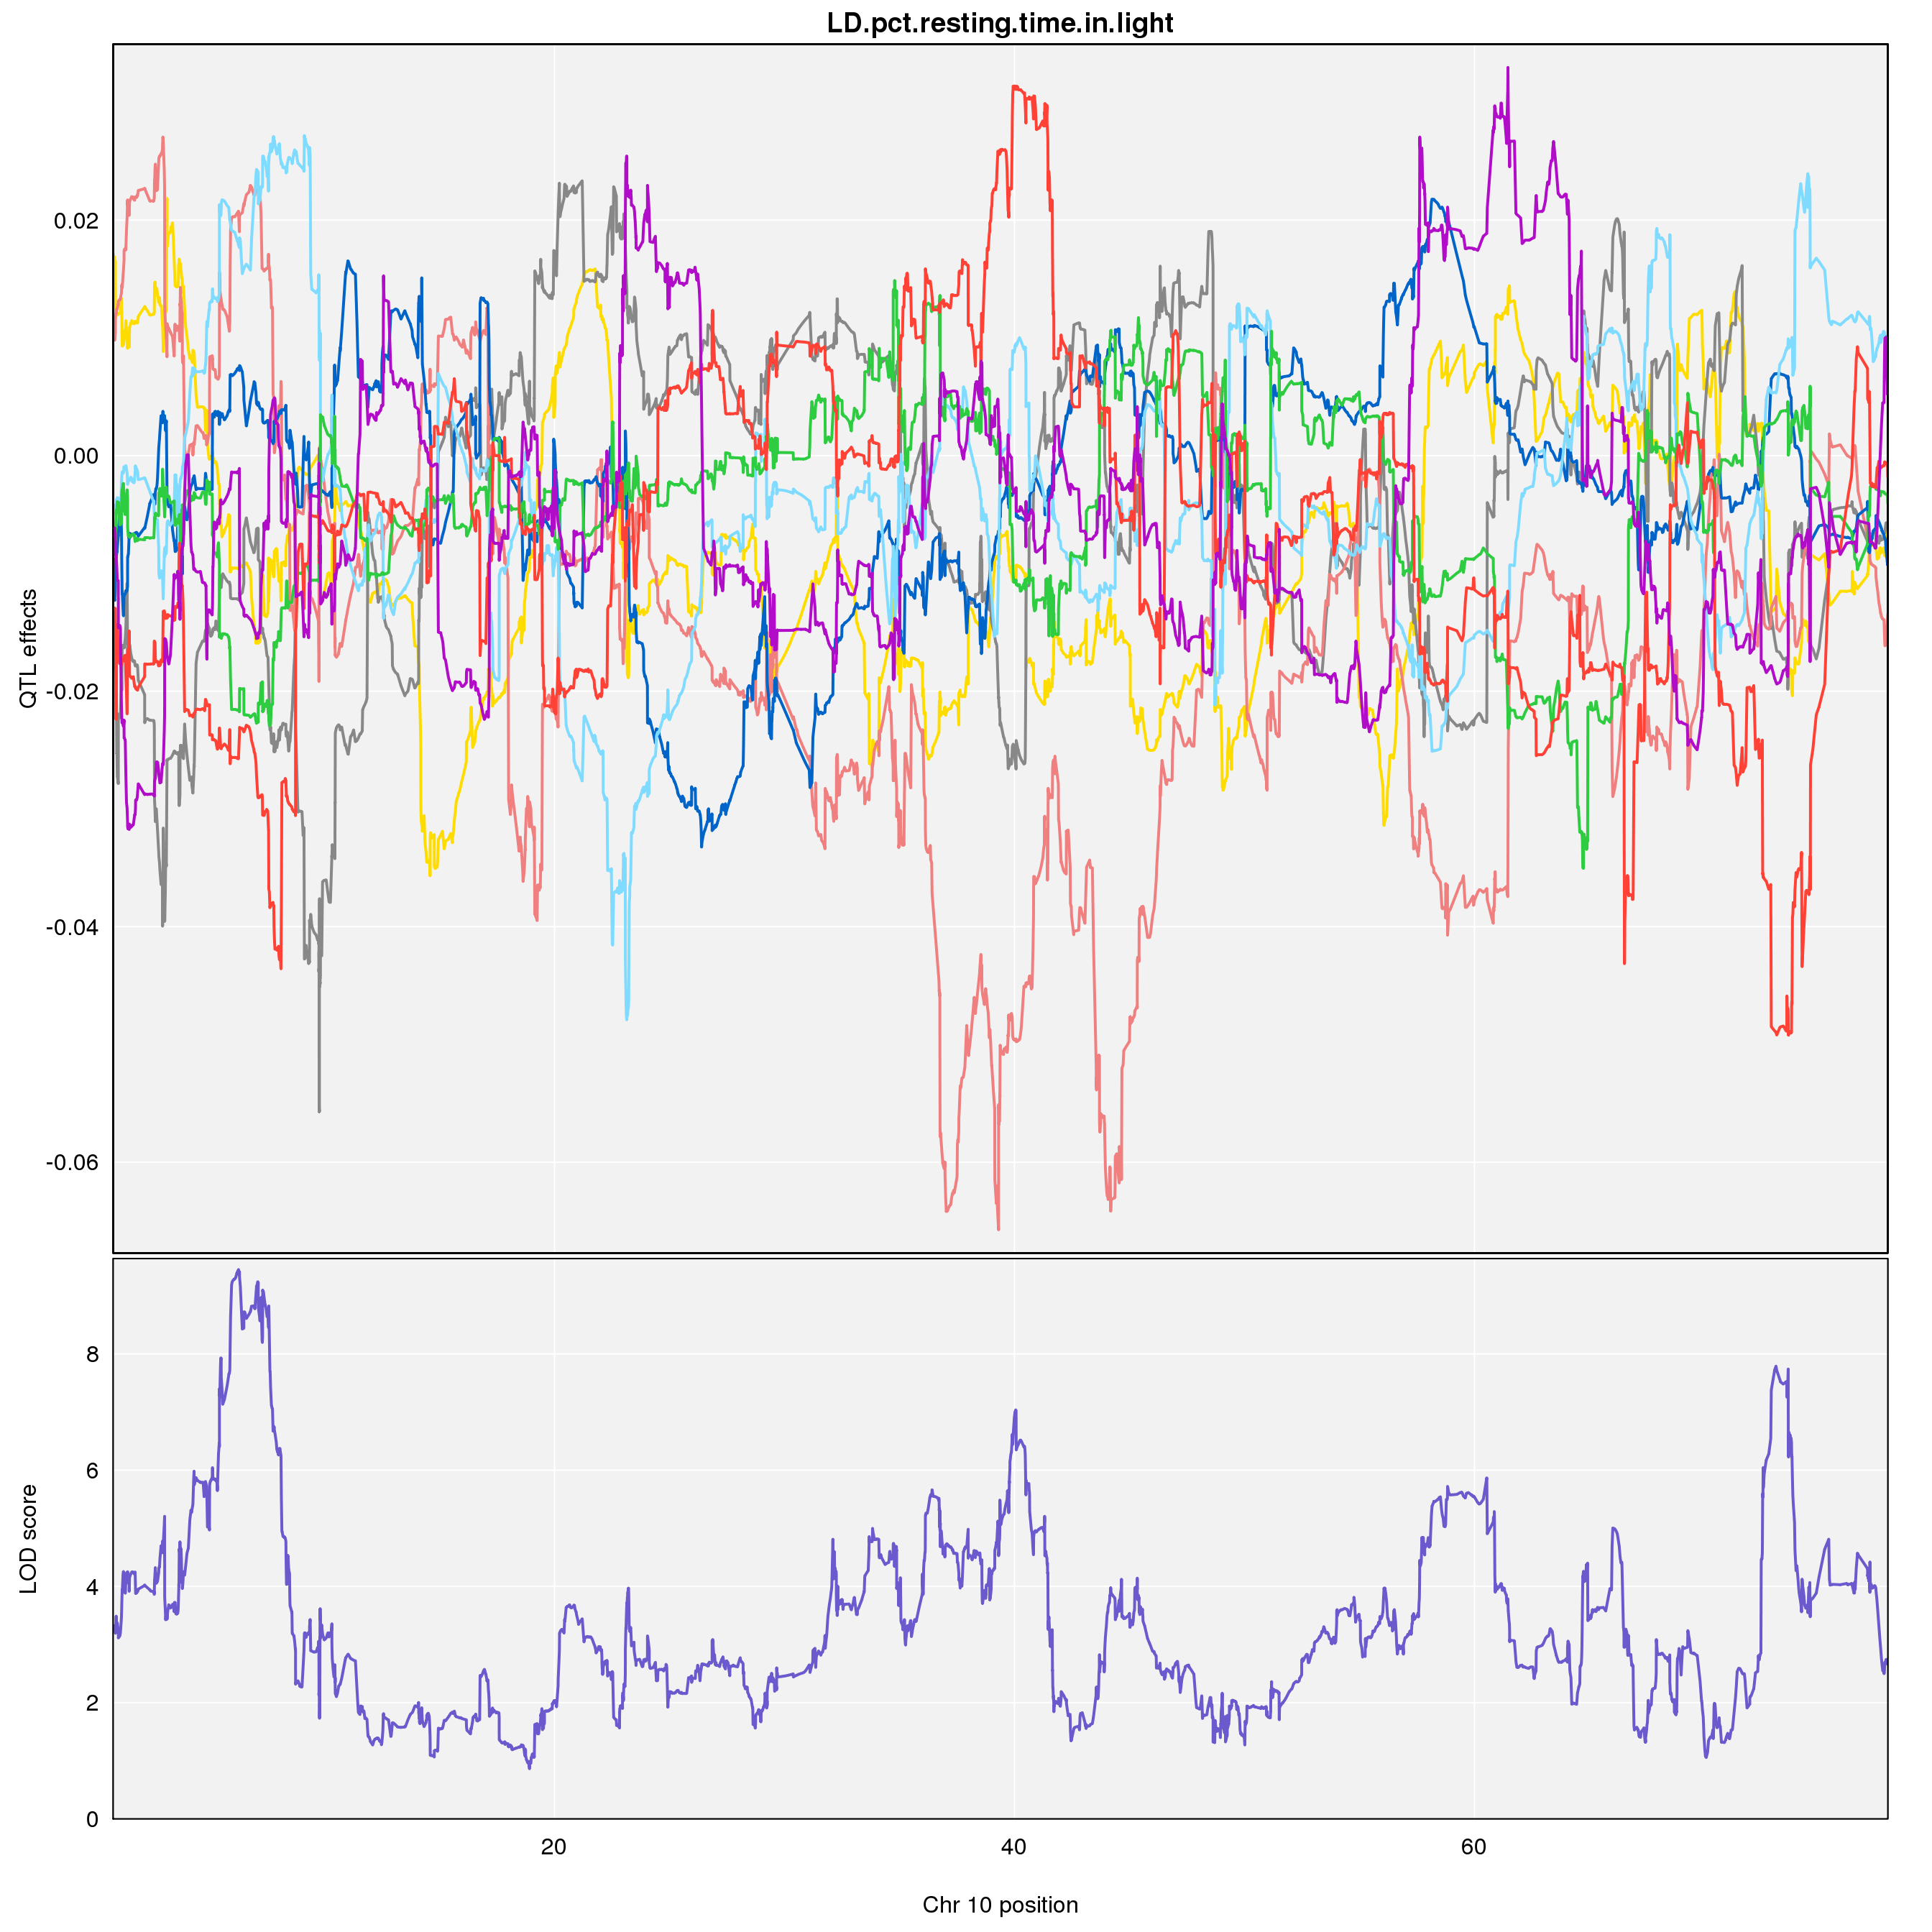 LD.pct.resting.time.in.light
QTL effects
0.02
0.00
-0.02
-0.04
-0.06
LOD score
8
6
4
2
0
20 40 60
Chr 10 position